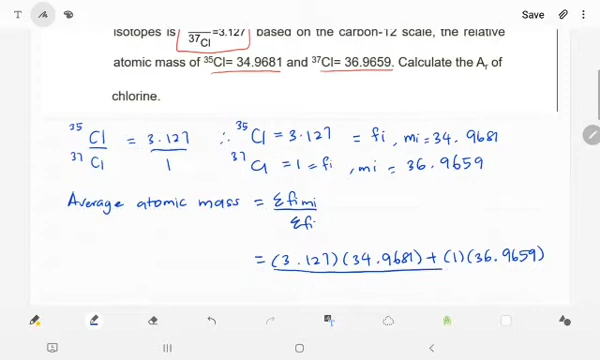 Save
isotopes is ³⁵Cl/³⁷Cl =3.127 based on the carbon-12 scale, the relative
atomic mass of ³⁵Cl= 34.9681 and ³⁷Cl= 36.9659. Calculate the Aᵣ of
chlorine.
³⁵Cl/³⁷Cl = 3.127/1 ∴ ³⁵Cl = 3.127 = fi, mi = 34.9681
³⁷Cl = 1 = fi, mi = 36.9659
Average atomic mass = Σfimi/Σfi
= (3.127)(34.9681) + (1)(36.9659)